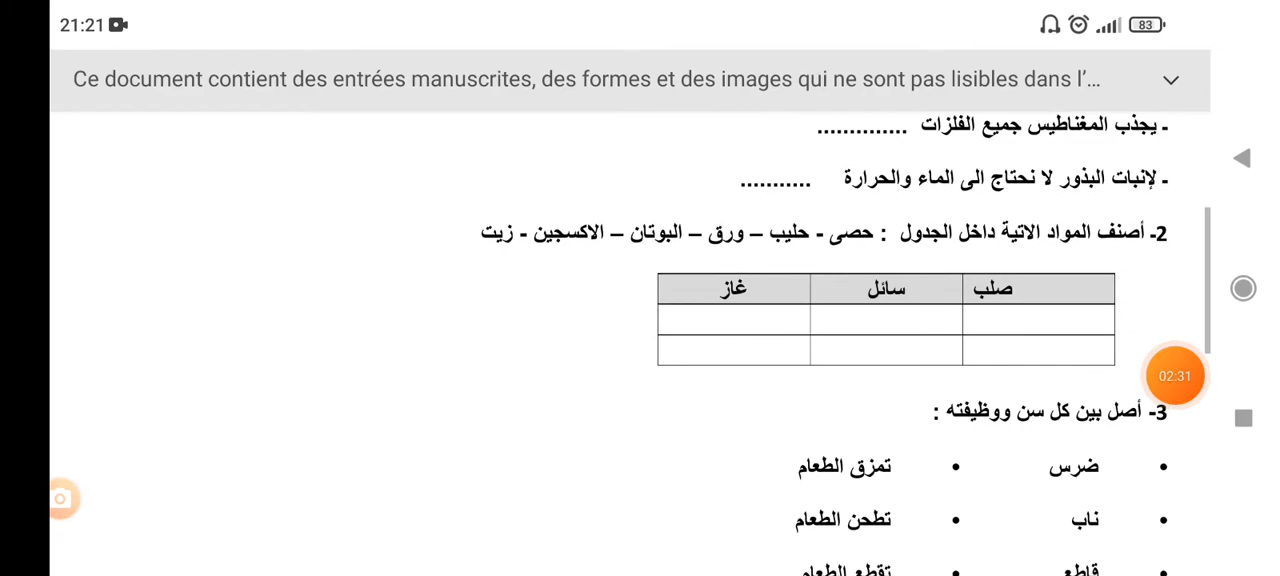 21:21
83
Ce document contient des entrées manuscrites, des formes et des images qui ne sont pas lisibles dans l'...
- يجذب المغناطيس جميع الفلزات ..............
- لإنبات البذور لا نحتاج الى الماء والحرارة ...........
2- أصنف المواد الاتية داخل الجدول : حصى - حليب – ورق – البوتان – الاكسجين - زيت
صلب سائل غاز
02:31
3- أصل بين كل سن ووظيفته :
• ضرس • تمزق الطعام
• ناب • تطحن الطعام
• قاطع • تقطع الطعام